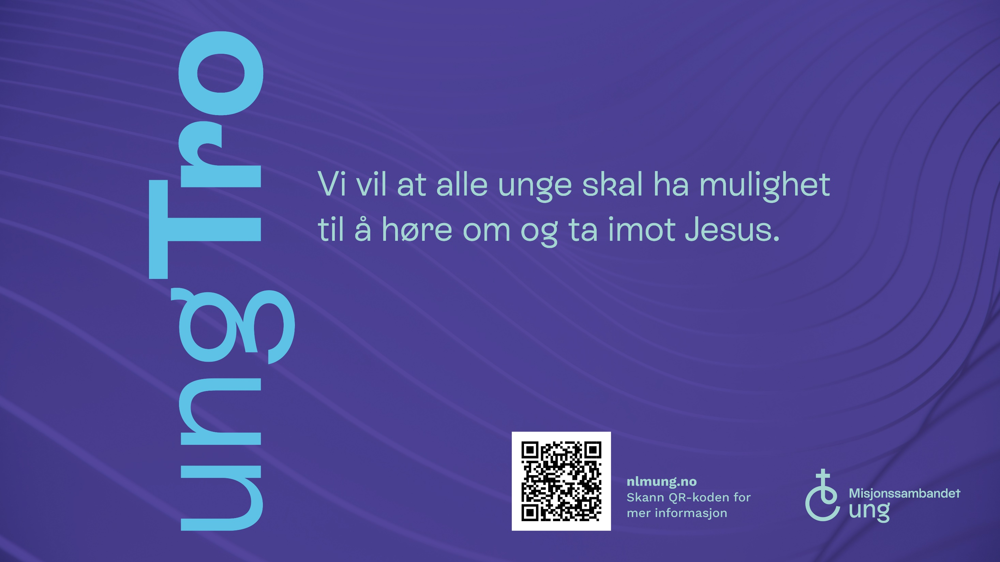 ung Tro
Vi vil at alle unge skal ha mulighet
til å høre om og ta imot Jesus.
nlmung.no
Skann QR-koden for
mer informasjon
Misjonssambandet
ung